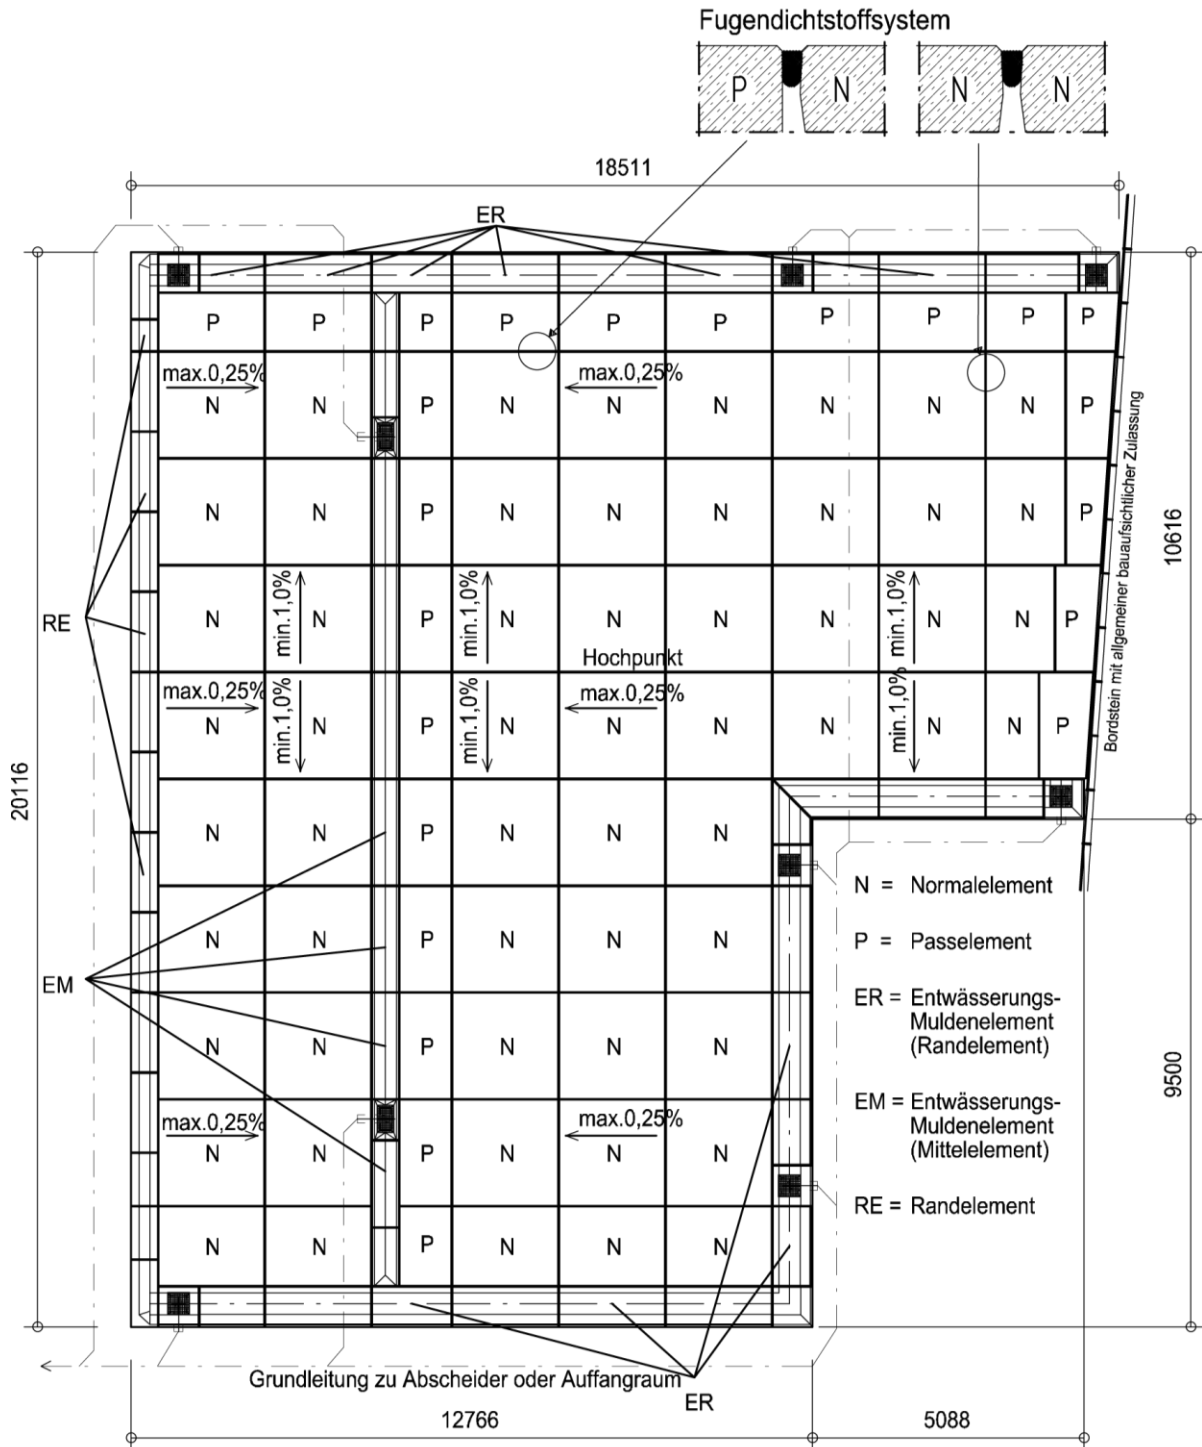 Fugendichtstoffsystem
P N N N
18511
ER
P P P P P P P P P P
max.0,25% max.0,25%
N N P N N N N N N P
N N P N N N N N N P
10616
Bordstein mit allgemeiner bauaufsichtlicher Zulassung
min.1,0% min.1,0% min.1,0%
RE
N N P N N N N N N P
Hochpunkt
max.0,25% min.1,0% min.1,0% max.0,25% min.1,0%
N N P N N N N N N P
20116
N N P N N N
N = Normalelement
N N P N N N
P = Passelement
EM
ER = Entwässerungs-
Muldenelement
(Randelement)
N N P N N N
9500
EM = Entwässerungs-
Muldenelement
(Mittelelement)
max.0,25% max.0,25%
N N P N N N
RE = Randelement
N N P N N N
Grundleitung zu Abscheider oder Auffangraum
ER
12766
5088